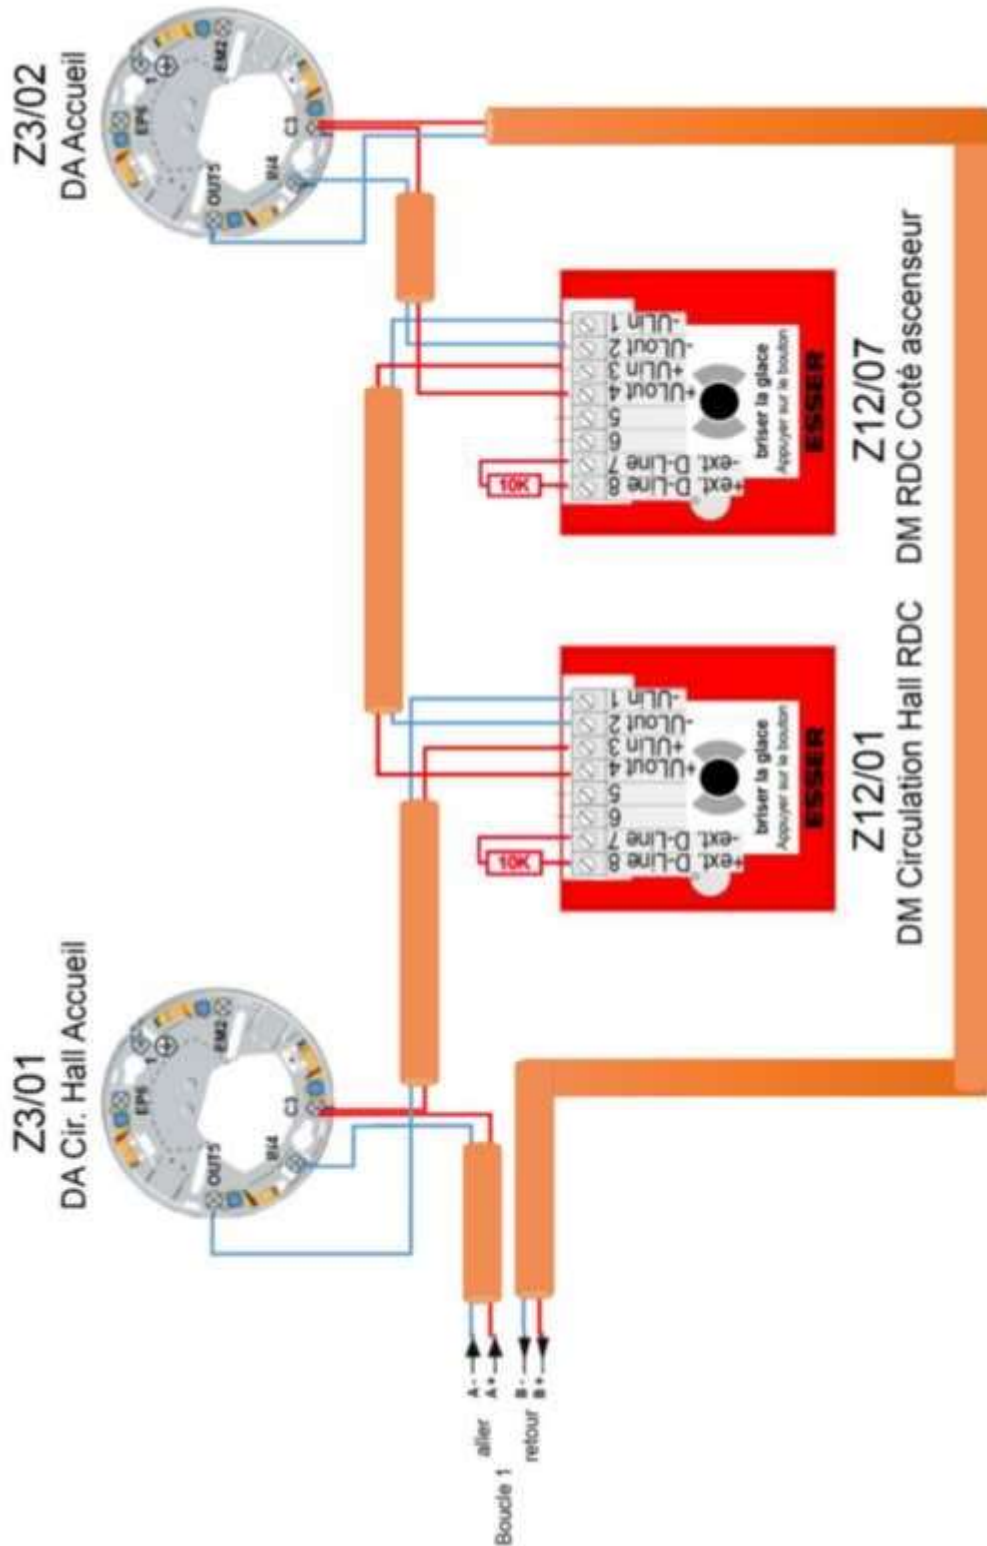 Z3/01
DA Cir. Hall Accueil
EP6
1
EM2
OUT5
IN4
C3
Z3/02
DA Accueil
EP6
1
EM2
OUT5
IN4
C3
A-
A+
aller
Boucle 1
B-
B+
retour
10K
8 +ext. D-Line
7 -ext. D-Line
6
5
4 +ULout
3 +ULin
2 -ULout
1 -ULin
briser la glace
Appuyer sur le bouton
ESSER
Z12/01
DM Circulation Hall RDC
10K
8 +ext. D-Line
7 -ext. D-Line
6
5
4 +ULout
3 +ULin
2 -ULout
1 -ULin
briser la glace
Appuyer sur le bouton
ESSER
Z12/07
DM RDC Coté ascenseur